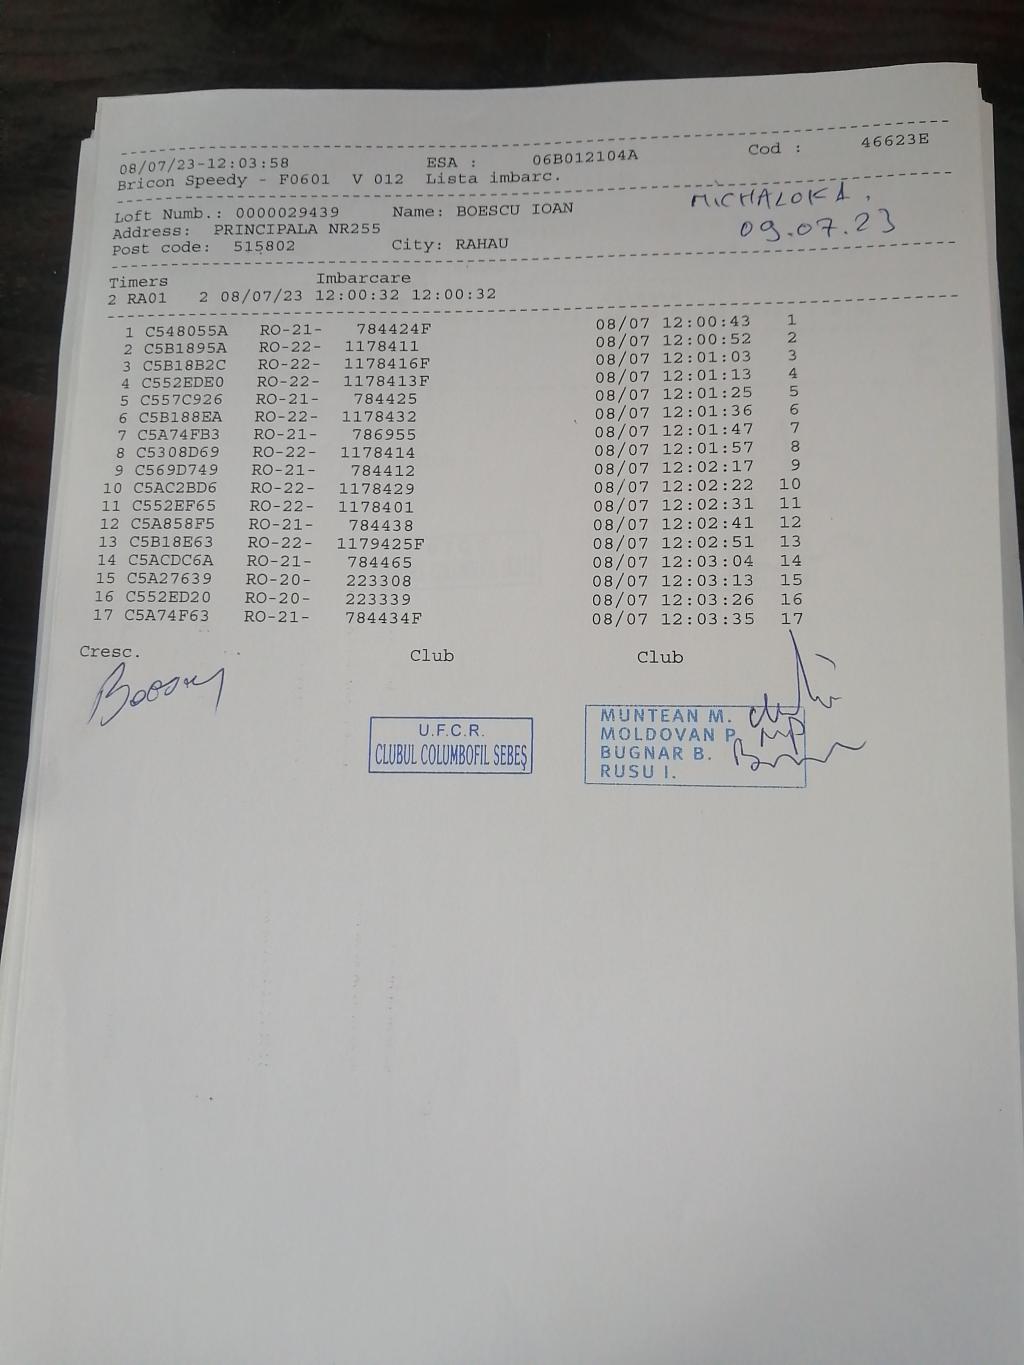 --------------------------------------------------------------------------------
08/07/23-12:03:58 ESA : 06B012104A Cod : 46623E
Bricon Speedy - F0601 V 012 Lista imbarc.
--------------------------------------------------------------------------------
Loft Numb.: 0000029439 Name: BOESCU IOAN MICHALOKA,
Address: PRINCIPALA NR255 09.07.23
Post code: 515802 City: RAHAU
--------------------------------------------------------------------------------
Timers Imbarcare
2 RA01 2 08/07/23 12:00:32 12:00:32
--------------------------------------------------------------------------------
1 C548055A RO-21- 784424F 08/07 12:00:43 1
2 C5B1895A RO-22- 1178411 08/07 12:00:52 2
3 C5B18B2C RO-22- 1178416F 08/07 12:01:03 3
4 C552EDE0 RO-22- 1178413F 08/07 12:01:13 4
5 C557C926 RO-21- 784425 08/07 12:01:25 5
6 C5B188EA RO-22- 1178432 08/07 12:01:36 6
7 C5A74FB3 RO-21- 786955 08/07 12:01:47 7
8 C5308D69 RO-22- 1178414 08/07 12:01:57 8
9 C569D749 RO-21- 784412 08/07 12:02:17 9
10 C5AC2BD6 RO-22- 1178429 08/07 12:02:22 10
11 C552EF65 RO-22- 1178401 08/07 12:02:31 11
12 C5A858F5 RO-21- 784438 08/07 12:02:41 12
13 C5B18E63 RO-22- 1179425F 08/07 12:02:51 13
14 C5ACDC6A RO-21- 784465 08/07 12:03:04 14
15 C5A27639 RO-20- 223308 08/07 12:03:13 15
16 C552ED20 RO-20- 223339 08/07 12:03:26 16
17 C5A74F63 RO-21- 784434F 08/07 12:03:35 17
Cresc. Club Club
U.F.C.R.
CLUBUL COLUMBOFIL SEBEȘ
MUNTEAN M.
MOLDOVAN P.
BUGNAR B.
RUSU I.